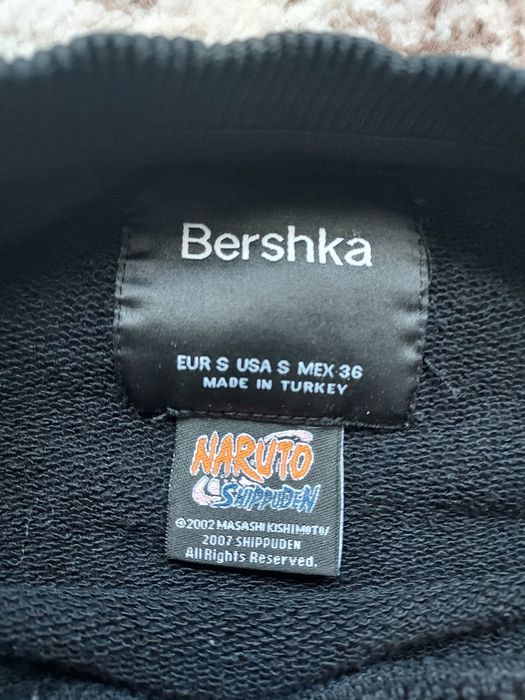 Bershka
EUR S USA S MEX 36
MADE IN TURKEY
NARUTO
SHIPPUDEN
©2002 MASASHI KISHIMOTO/
2007 SHIPPUDEN
All Rights Reserved.